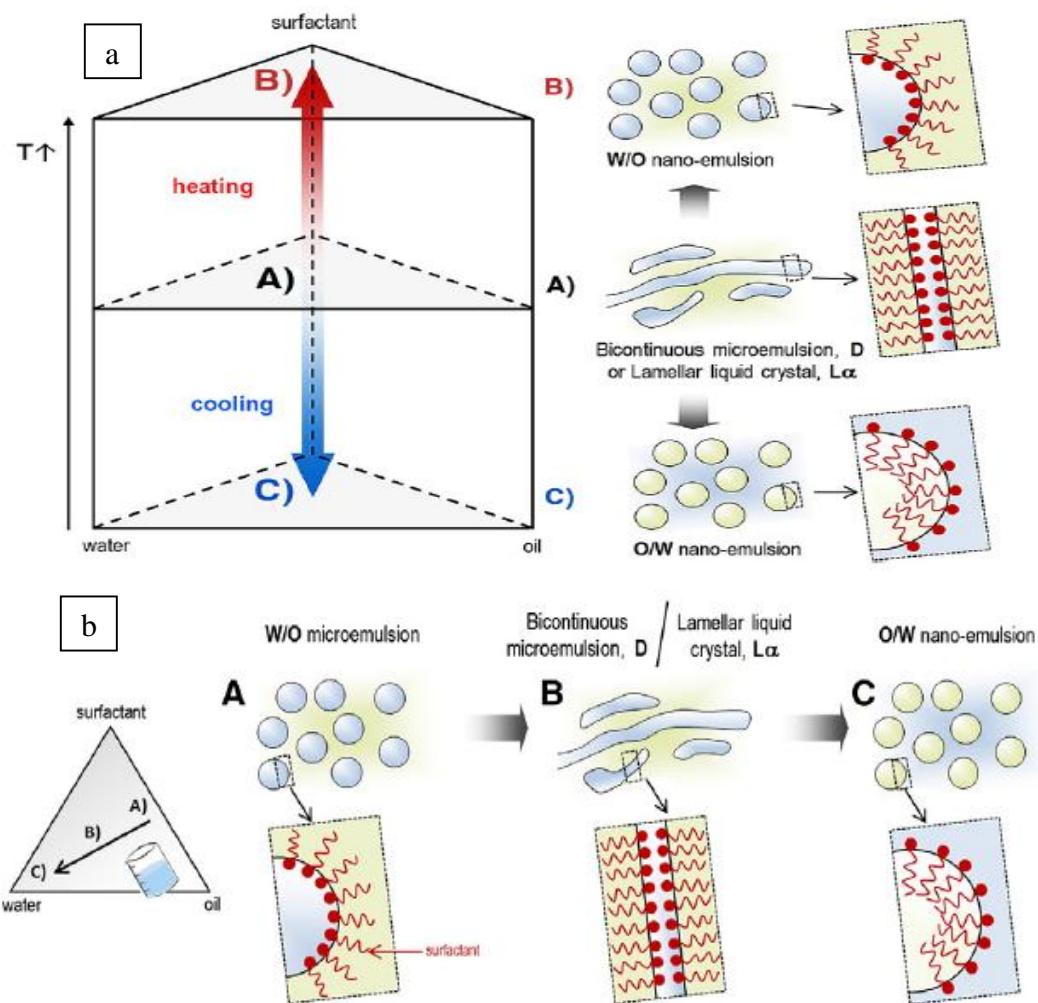 a
surfactant
B)
T↑
heating
A)
cooling
C)
water
oil
B)
W/O nano-emulsion
A)
Bicontinuous microemulsion, D
or Lamellar liquid crystal, Lα
C)
O/W nano-emulsion
b
surfactant
A)
B)
C)
water
oil
W/O microemulsion
A
surfactant
Bicontinuous
microemulsion, D
Lamellar liquid
crystal, Lα
B
O/W nano-emulsion
C